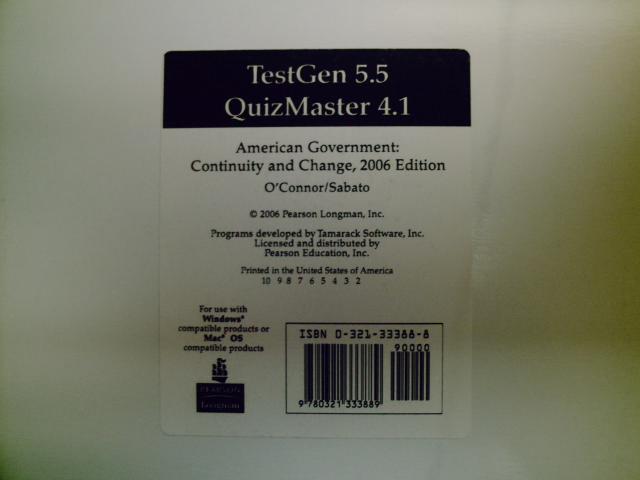 TestGen 5.5
QuizMaster 4.1
American Government:
Continuity and Change, 2006 Edition
O'Connor/Sabato
© 2006 Pearson Longman, Inc.
Programs developed by Tamarack Software, Inc.
Licensed and distributed by
Pearson Education, Inc.
Printed in the United States of America
10 9 8 7 6 5 4 3 2
For use with
Windows®
compatible products or
Mac® OS
compatible products
PEARSON
Longman
ISBN 0-321-33388-8
90000
9 780321 333889